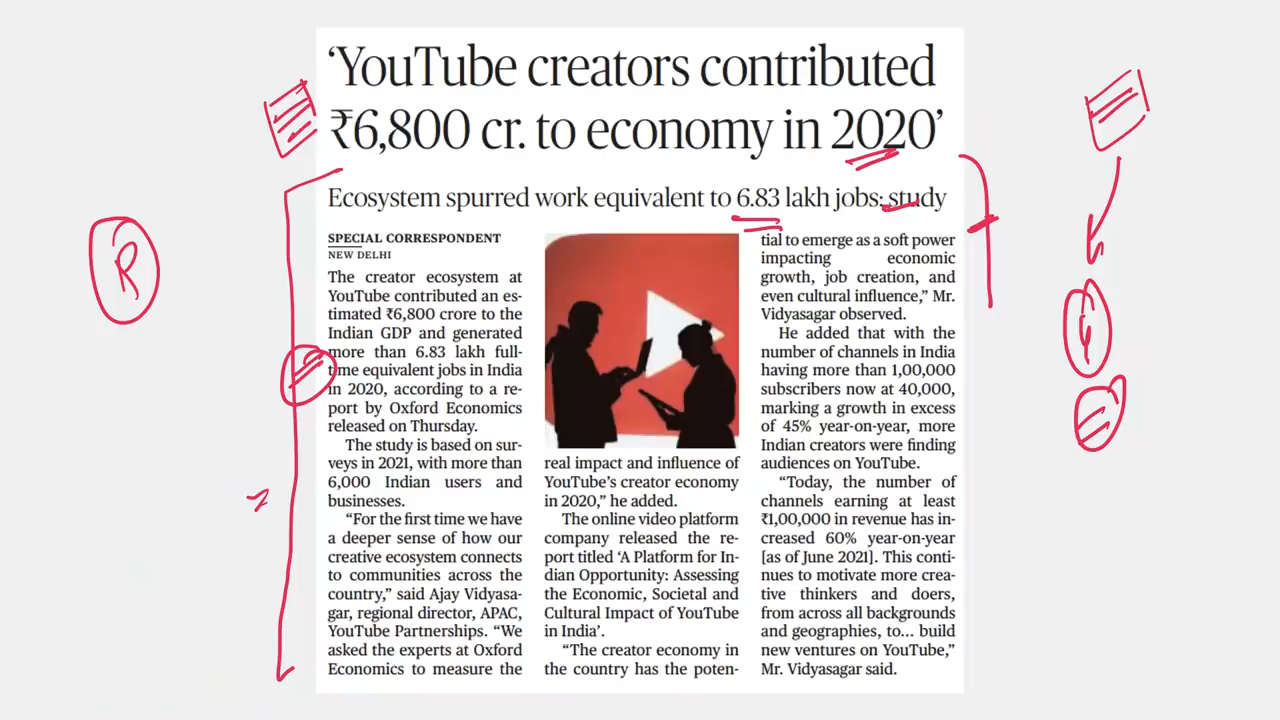 ‘YouTube creators contributed
₹6,800 cr. to economy in 2020’
Ecosystem spurred work equivalent to 6.83 lakh jobs: study
SPECIAL CORRESPONDENT
NEW DELHI
The creator ecosystem at
YouTube contributed an es-
timated ₹6,800 crore to the
Indian GDP and generated
more than 6.83 lakh full-
time equivalent jobs in India
in 2020, according to a re-
port by Oxford Economics
released on Thursday.
The study is based on sur-
veys in 2021, with more than
6,000 Indian users and
businesses.
“For the first time we have
a deeper sense of how our
creative ecosystem connects
to communities across the
country,” said Ajay Vidyasa-
gar, regional director, APAC,
YouTube Partnerships. “We
asked the experts at Oxford
Economics to measure the
real impact and influence of
YouTube’s creator economy
in 2020,” he added.
The online video platform
company released the re-
port titled ‘A Platform for In-
dian Opportunity: Assessing
the Economic, Societal and
Cultural Impact of YouTube
in India’.
“The creator economy in
the country has the poten-
tial to emerge as a soft power
impacting economic
growth, job creation, and
even cultural influence,” Mr.
Vidyasagar observed.
He added that with the
number of channels in India
having more than 1,00,000
subscribers now at 40,000,
marking a growth in excess
of 45% year-on-year, more
Indian creators were finding
audiences on YouTube.
“Today, the number of
channels earning at least
₹1,00,000 in revenue has in-
creased 60% year-on-year
[as of June 2021]. This conti-
nues to motivate more crea-
tive thinkers and doers,
from across all backgrounds
and geographies, to... build
new ventures on YouTube,”
Mr. Vidyasagar said.
R